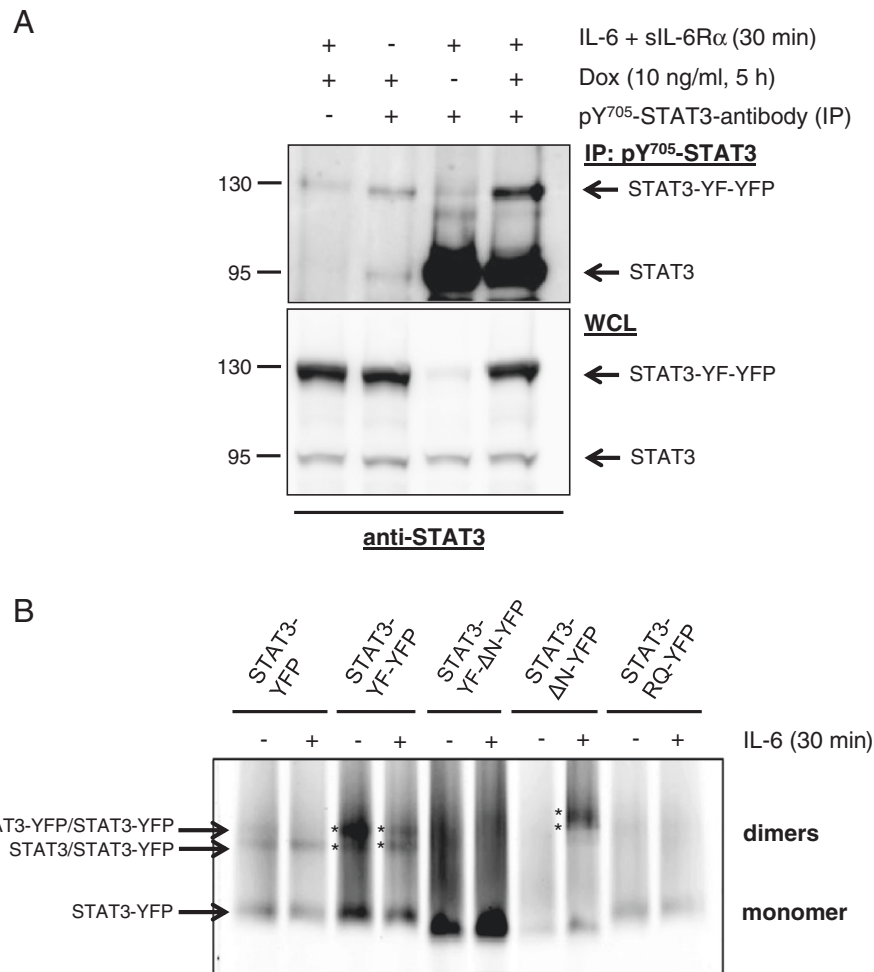 A
+ - + + IL-6 + sIL-6Rα (30 min)
+ + - + Dox (10 ng/ml, 5 h)
- + + + pY705-STAT3-antibody (IP)
IP: pY705-STAT3
130 STAT3-YF-YFP
95 STAT3
WCL
130 STAT3-YF-YFP
95 STAT3
anti-STAT3
B
STAT3-
YFP
STAT3-
YF-YFP
STAT3-
YF-ΔN-YFP
STAT3-
ΔN-YFP
STAT3-
RQ-YFP
- + - + - + - + - + IL-6 (30 min)
*
AT3-YFP/STAT3-YFP * * * dimers
STAT3/STAT3-YFP * *
STAT3-YFP monomer